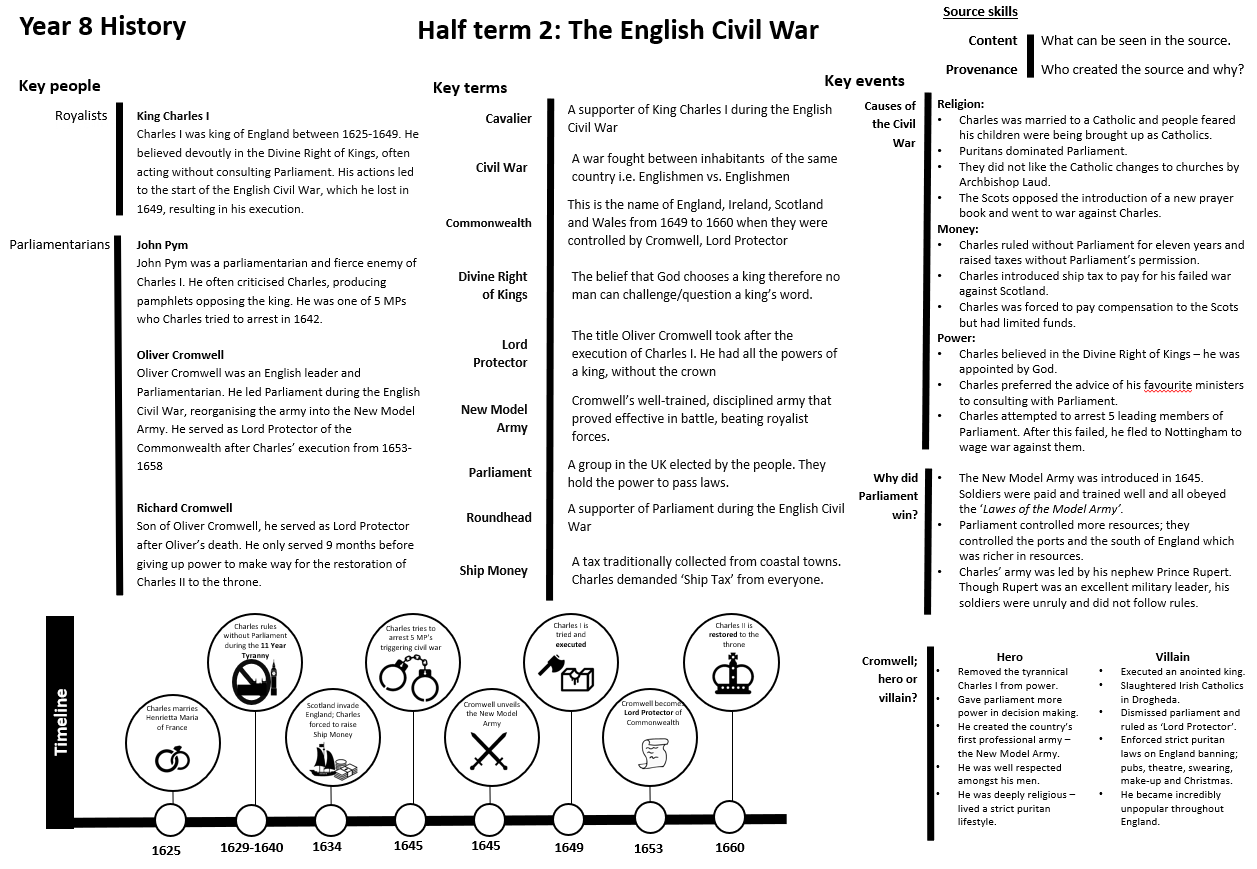 Year 8 History
Half term 2: The English Civil War
Source skills
Content
What can be seen in the source.
Provenance
Who created the source and why?
Key people
Royalists
King Charles I
Charles I was king of England between 1625-1649. He
believed devoutly in the Divine Right of Kings, often
acting without consulting Parliament. His actions led
to the start of the English Civil War, which he lost in
1649, resulting in his execution.
Parliamentarians
John Pym
John Pym was a parliamentarian and fierce enemy of
Charles I. He often criticised Charles, producing
pamphlets opposing the king. He was one of 5 MPs
who Charles tried to arrest in 1642.
Oliver Cromwell
Oliver Cromwell was an English leader and
Parliamentarian. He led Parliament during the English
Civil War, reorganising the army into the New Model
Army. He served as Lord Protector of the
Commonwealth after Charles' execution from 1653-
1658
Richard Cromwell
Son of Oliver Cromwell, he served as Lord Protector
after Oliver's death. He only served 9 months before
giving up power to make way for the restoration of
Charles II to the throne.
Key terms
Cavalier
A supporter of King Charles I during the English
Civil War
Civil War
A war fought between inhabitants of the same
country i.e. Englishmen vs. Englishmen
Commonwealth
This is the name of England, Ireland, Scotland
and Wales from 1649 to 1660 when they were
controlled by Cromwell, Lord Protector
Divine Right
of Kings
The belief that God chooses a king therefore no
man can challenge/question a king's word.
Lord
Protector
The title Oliver Cromwell took after the
execution of Charles I. He had all the powers of
a king, without the crown
New Model
Army
Cromwell's well-trained, disciplined army that
proved effective in battle, beating royalist
forces.
Parliament
A group in the UK elected by the people. They
hold the power to pass laws.
Roundhead
A supporter of Parliament during the English Civil
War
Ship Money
A tax traditionally collected from coastal towns.
Charles demanded 'Ship Tax' from everyone.
Key events
Causes of
the Civil
War
Religion:
• Charles was married to a Catholic and people feared
his children were being brought up as Catholics.
• Puritans dominated Parliament.
• They did not like the Catholic changes to churches by
Archbishop Laud.
• The Scots opposed the introduction of a new prayer
book and went to war against Charles.
Money:
• Charles ruled without Parliament for eleven years and
raised taxes without Parliament's permission.
• Charles introduced ship tax to pay for his failed war
against Scotland.
• Charles was forced to pay compensation to the Scots
but had limited funds.
Power:
• Charles believed in the Divine Right of Kings – he was
appointed by God.
• Charles preferred the advice of his favourite ministers
to consulting with Parliament.
• Charles attempted to arrest 5 leading members of
Parliament. After this failed, he fled to Nottingham to
wage war against them.
Why did
Parliament
win?
• The New Model Army was introduced in 1645.
Soldiers were paid and trained well and all obeyed
the 'Lawes of the Model Army'.
• Parliament controlled more resources; they
controlled the ports and the south of England which
was richer in resources.
• Charles' army was led by his nephew Prince Rupert.
Though Rupert was an excellent military leader, his
soldiers were unruly and did not follow rules.
Cromwell;
hero or
villain?
Hero
• Removed the tyrannical
Charles I from power.
• Gave parliament more
power in decision making.
• He created the country's
first professional army –
the New Model Army.
• He was well respected
amongst his men.
• He was deeply religious –
lived a strict puritan
lifestyle.
Villain
• Executed an anointed king.
• Slaughtered Irish Catholics
in Drogheda.
• Dismissed parliament and
ruled as 'Lord Protector'.
• Enforced strict puritan
laws on England banning;
pubs, theatre, swearing,
make-up and Christmas.
• He became incredibly
unpopular throughout
England.
Timeline
Charles marries
Henrietta Maria
of France
1625
Charles rules
without Parliament
during the 11 Year
Tyranny
1629-1640
Scotland invade
England; Charles
forced to raise
Ship Money
1634
Charles tries to
arrest 5 MP's
triggering civil war
1645
Cromwell unveils
the New Model
Army
1645
Charles I is
tried and
executed
1649
Cromwell becomes
Lord Protector of
Commonwealth
1653
Charles II is
restored to the
throne
1660